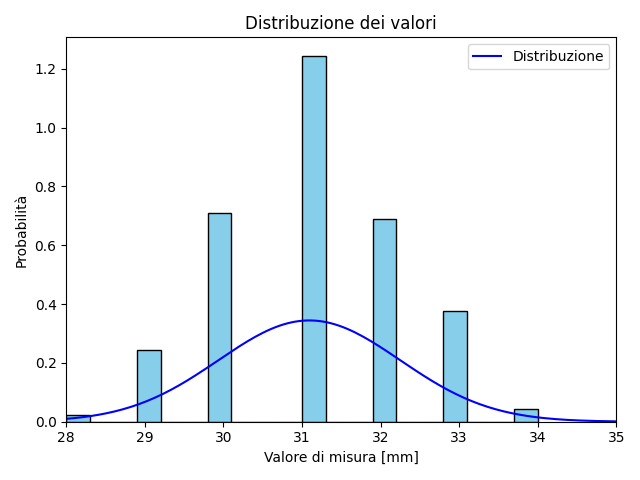 Distribuzione dei valori
Distribuzione
Probabilità
1.2
1.0
0.8
0.6
0.4
0.2
0.0
28 29 30 31 32 33 34 35
Valore di misura [mm]